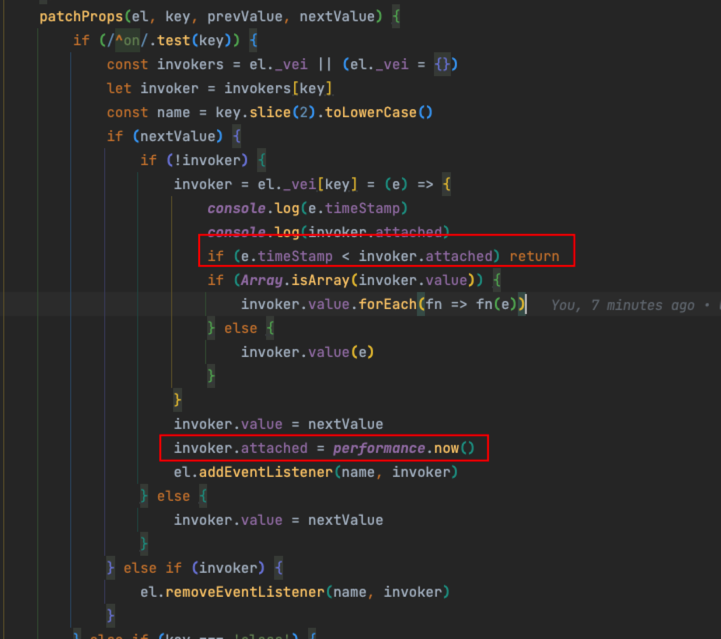 patchProps(el, key, prevValue, nextValue) {
if (/^on/.test(key)) {
const invokers = el._vei || (el._vei = {})
let invoker = invokers[key]
const name = key.slice(2).toLowerCase()
if (nextValue) {
if (!invoker) {
invoker = el._vei[key] = (e) => {
console.log(e.timeStamp)
console.log(invoker.attached)
if (e.timeStamp < invoker.attached) return
if (Array.isArray(invoker.value)) {
invoker.value.forEach(fn => fn(e)) You, 7 minutes ago •
} else {
invoker.value(e)
}
}
invoker.value = nextValue
invoker.attached = performance.now()
el.addEventListener(name, invoker)
} else {
invoker.value = nextValue
}
} else if (invoker) {
el.removeEventListener(name, invoker)
}
} else if (key === 'class') {